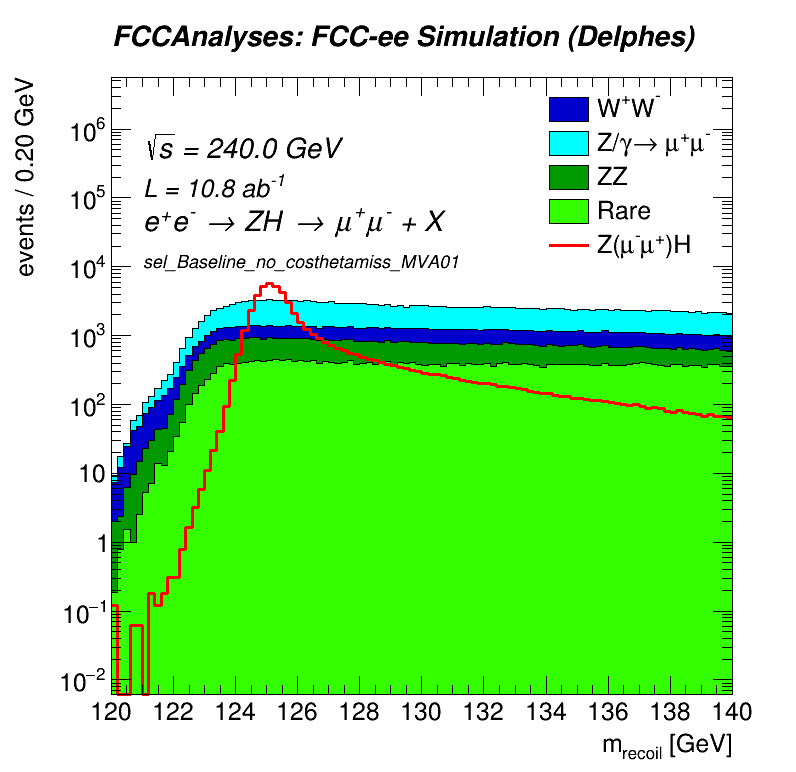 FCCAnalyses: FCC-ee Simulation (Delphes)
events / 0.20 GeV
√s = 240.0 GeV
L = 10.8 ab⁻¹
e⁺e⁻ → ZH → μ⁺μ⁻ + X
sel_Baseline_no_costhetamiss_MVA01
W⁺W⁻
Z/γ→ μ⁺μ⁻
ZZ
Rare
Z(μ⁻μ⁺)H
10⁶
10⁵
10⁴
10³
10²
10
1
10⁻¹
10⁻²
120 122 124 126 128 130 132 134 136 138 140
m_recoil [GeV]